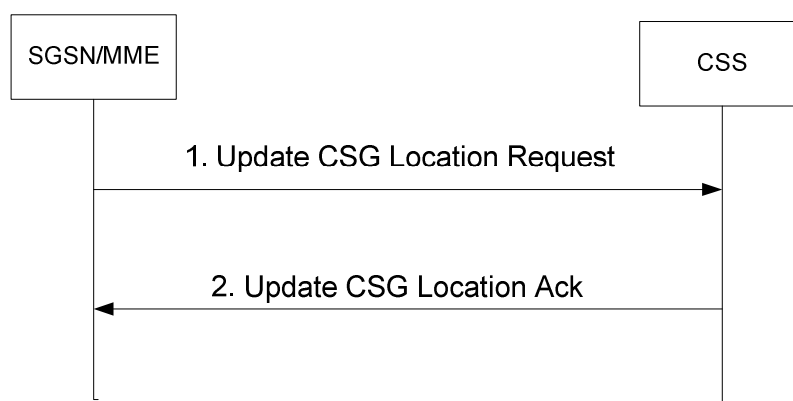 SGSN/MME
CSS
1. Update CSG Location Request
2. Update CSG Location Ack